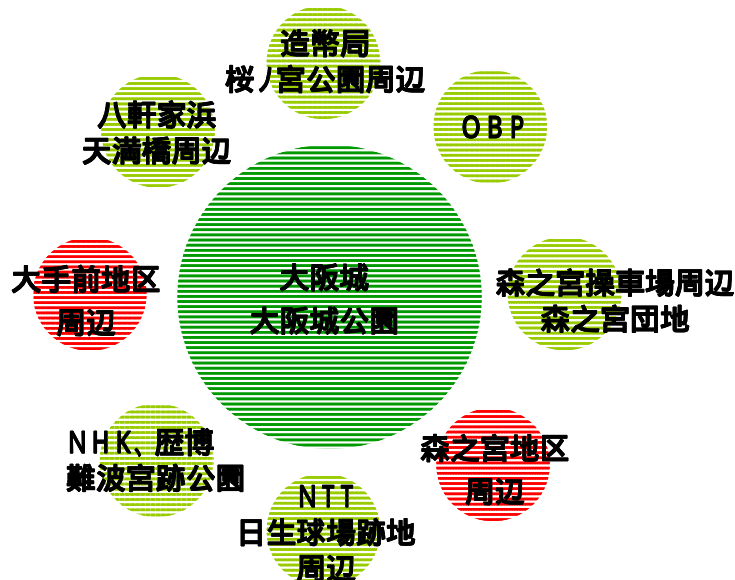 造幣局
桜ノ宮公園周辺
OBP
八軒家浜
天満橋周辺
大手前地区
周辺
大阪城
大阪城公園
森之宮操車場周辺
森之宮団地
NHK、歴博
難波宮跡公園
森之宮地区
周辺
NTT
日生球場跡地
周辺